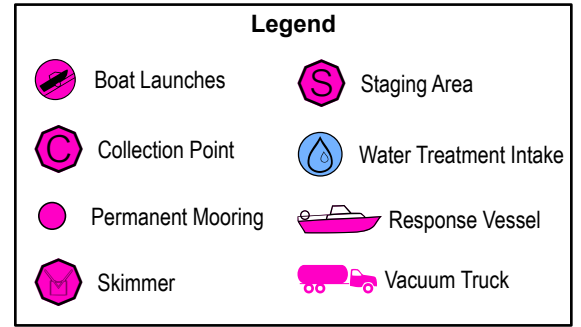 Legend
Boat Launches
S Staging Area
C Collection Point
Water Treatment Intake
Permanent Mooring
Response Vessel
Skimmer
Vacuum Truck